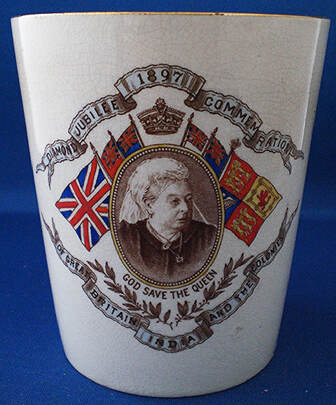 DIAMOND JUBILEE 1897 COMMEMORATION
GOD SAVE THE QUEEN
OF GREAT BRITAIN INDIA AND THE COLONIES